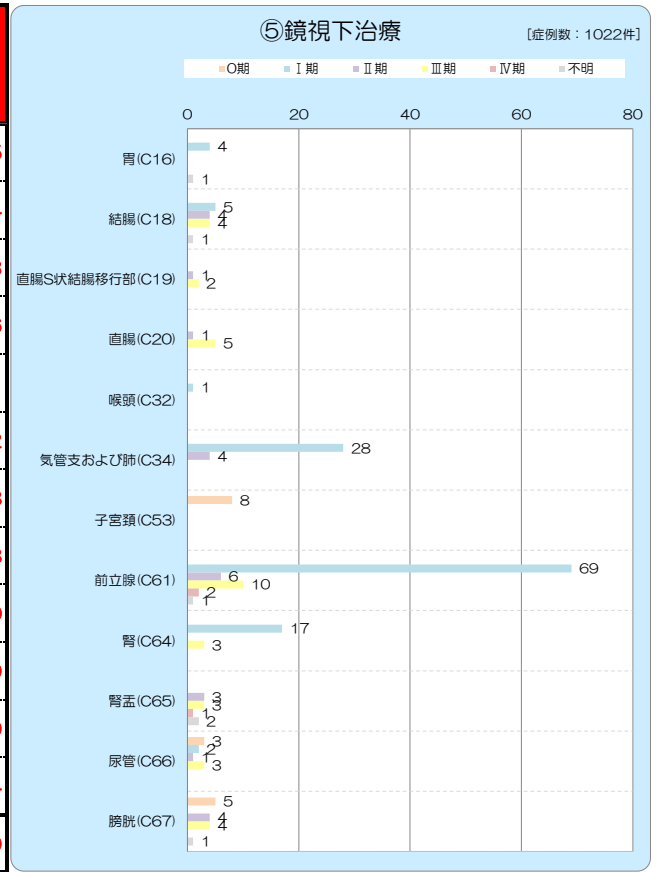 ⑤鏡視下治療
[症例数：1022件]
0期 Ⅰ期 Ⅱ期 Ⅲ期 Ⅳ期 不明
0 20 40 60 80
胃(C16)
4
1
結腸(C18)
5
4
4
1
直腸S状結腸移行部(C19)
1
2
直腸(C20)
1
5
喉頭(C32)
1
気管支および肺(C34)
28
4
子宮頚(C53)
8
前立腺(C61)
69
6
10
2
1
腎(C64)
17
3
腎盂(C65)
3
3
1
2
尿管(C66)
3
2
1
3
膀胱(C67)
5
4
4
1